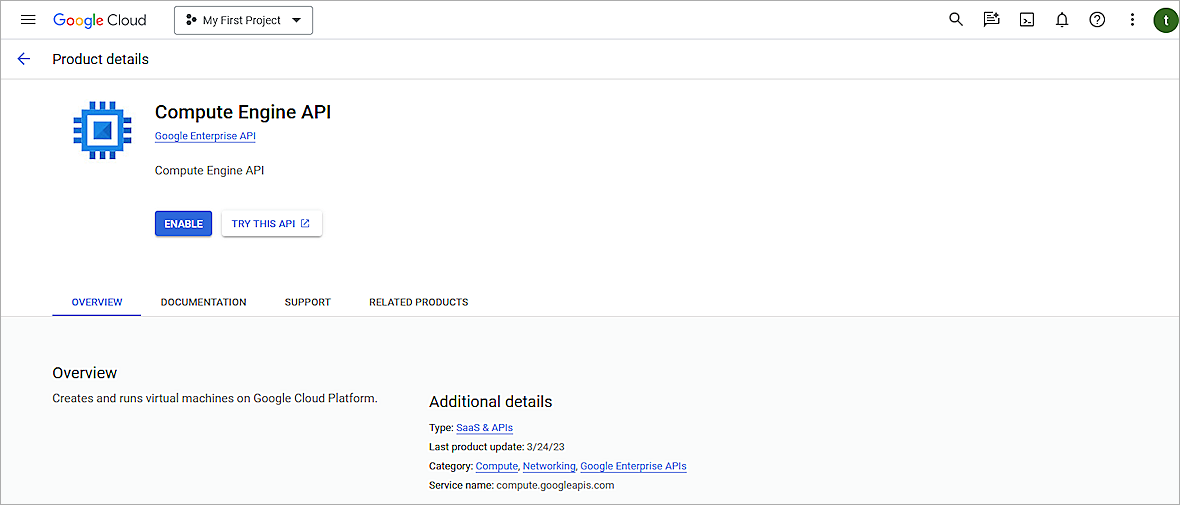 Google Cloud My First Project t
Product details
Compute Engine API
Google Enterprise API
Compute Engine API
ENABLE TRY THIS API
OVERVIEW DOCUMENTATION SUPPORT RELATED PRODUCTS
Overview
Creates and runs virtual machines on Google Cloud Platform.
Additional details
Type: SaaS & APIs
Last product update: 3/24/23
Category: Compute, Networking, Google Enterprise APIs
Service name: compute.googleapis.com